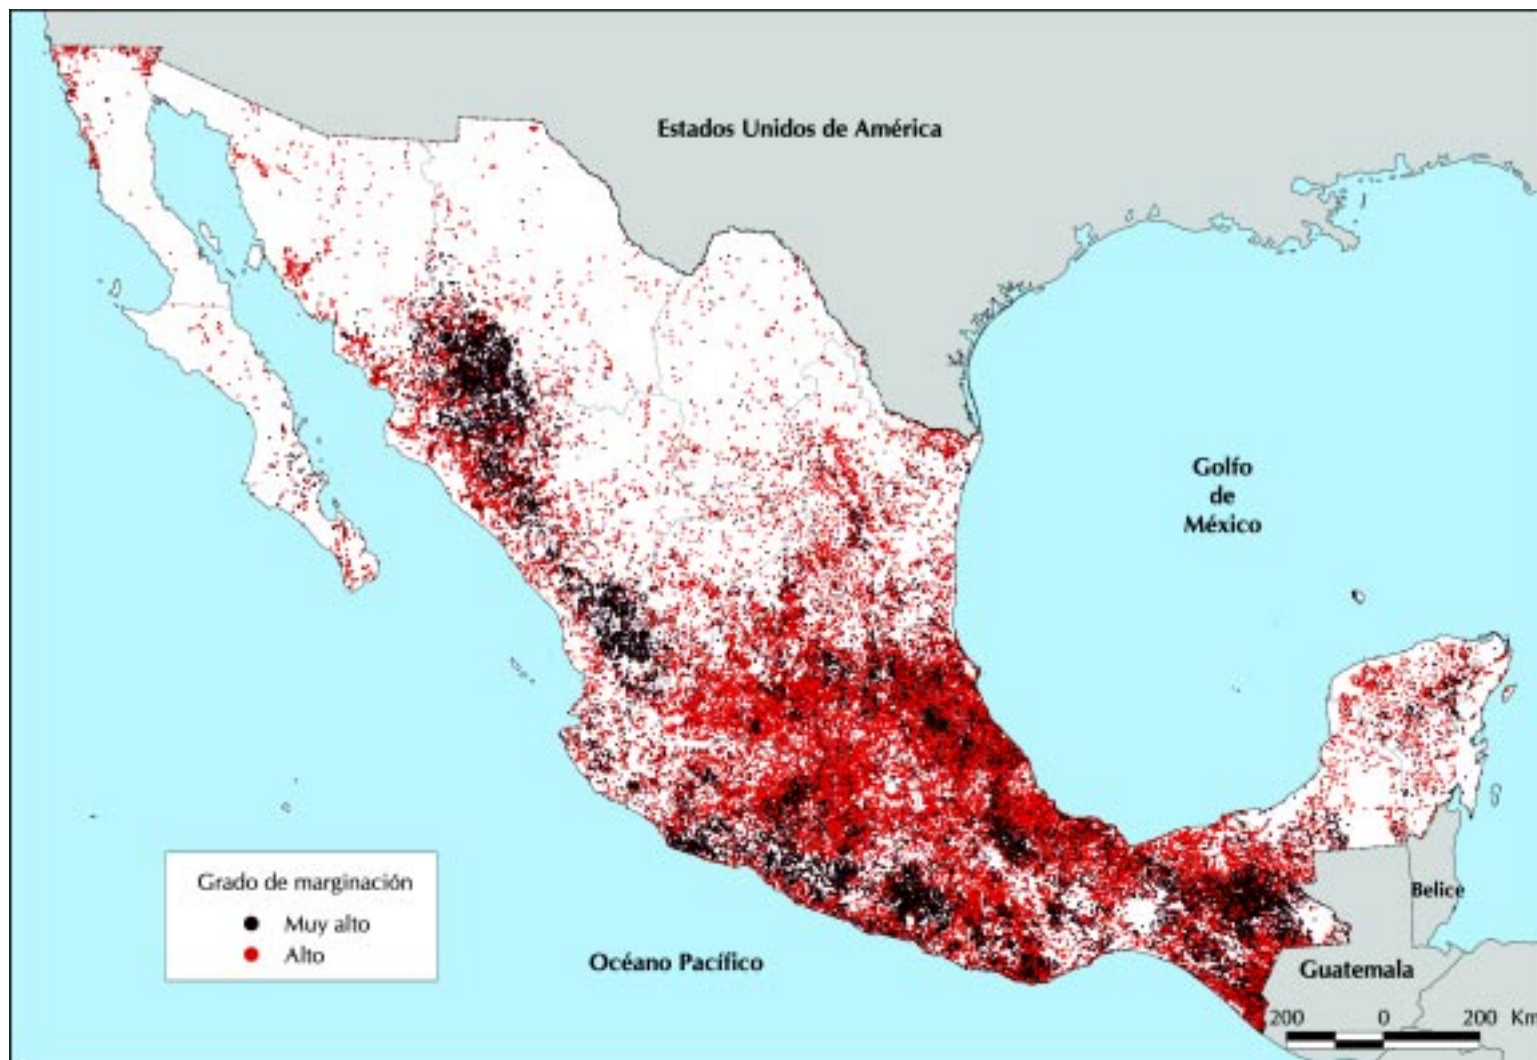 Estados Unidos de América
Golfo
de
México
Grado de marginación
Muy alto
Alto
Océano Pacífico
Belice
Guatemala
200 0 200 Km